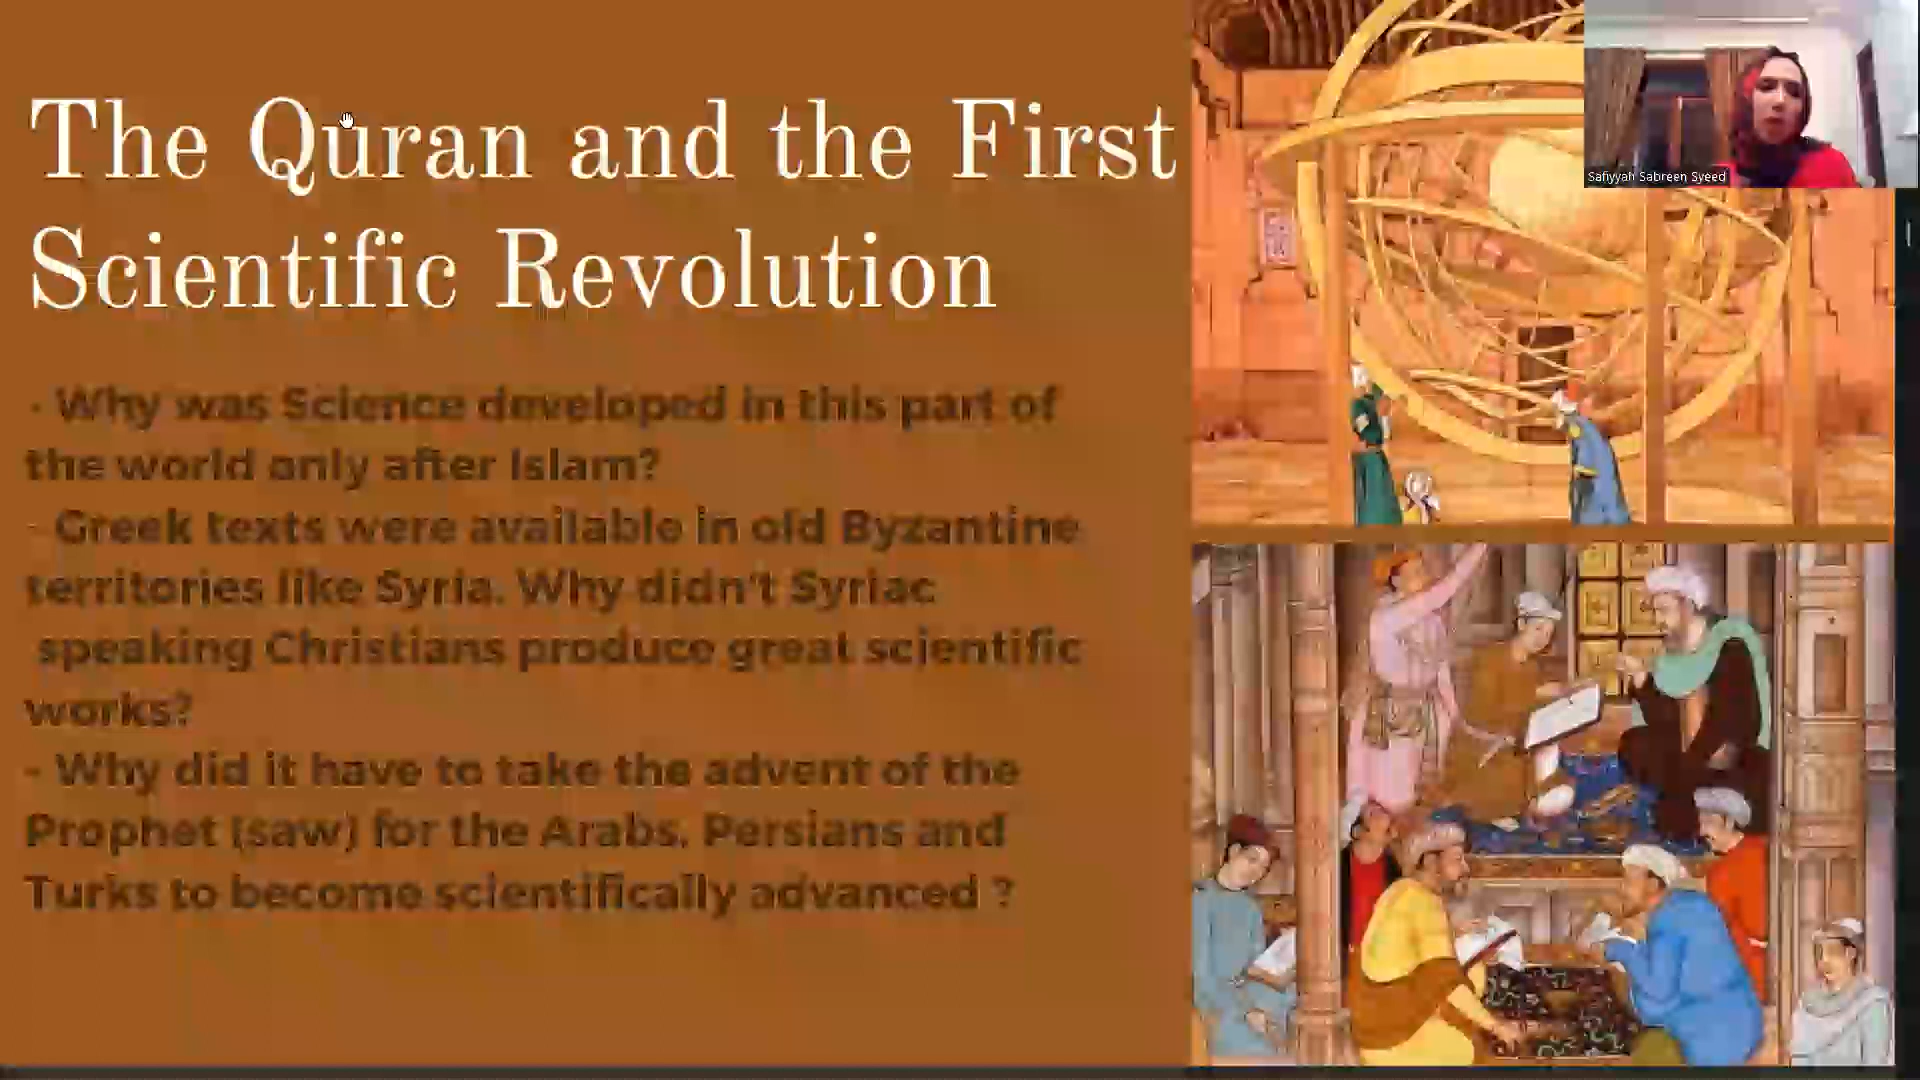 The Quran and the First
Scientific Revolution
- Why was Science developed in this part of
the world only after Islam?
- Greek texts were available in old Byzantine
territories like Syria. Why didn't Syriac
speaking Christians produce great scientific
works?
- Why did it have to take the advent of the
Prophet (saw) for the Arabs, Persians and
Turks to become scientifically advanced ?
Safiyyah Sabreen Syeed